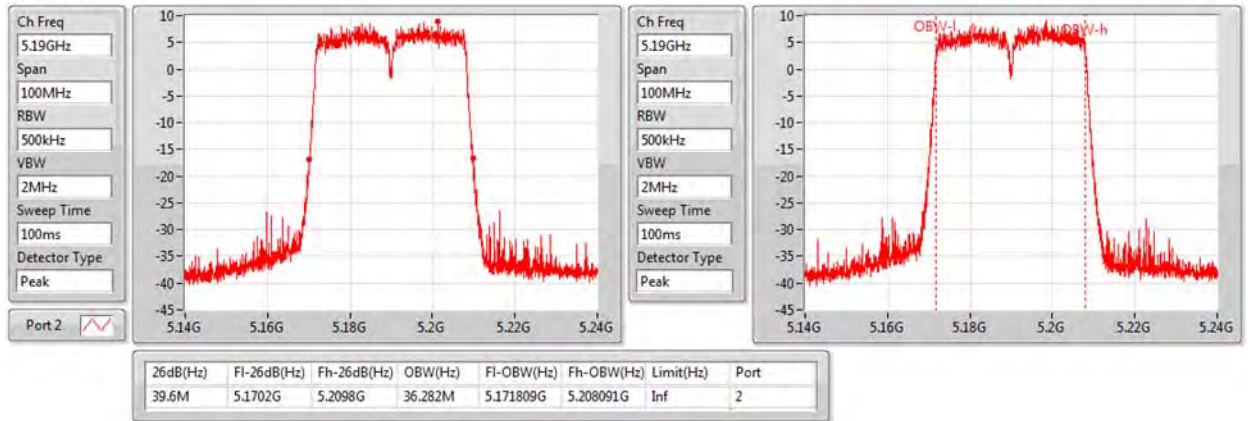 Ch Freq
5.19GHz
Span
100MHz
RBW
500kHz
VBW
2MHz
Sweep Time
100ms
Detector Type
Peak
Port 2
10
5
0
-5
-10
-15
-20
-25
-30
-35
-40
-45
5.14G 5.16G 5.18G 5.2G 5.22G 5.24G
Ch Freq
5.19GHz
Span
100MHz
RBW
500kHz
VBW
2MHz
Sweep Time
100ms
Detector Type
Peak
10
5
0
-5
-10
-15
-20
-25
-30
-35
-40
-45
OBW-l OBW-h
5.14G 5.16G 5.18G 5.2G 5.22G 5.24G
26dB(Hz) Fl-26dB(Hz) Fh-26dB(Hz) OBW(Hz) Fl-OBW(Hz) Fh-OBW(Hz) Limit(Hz) Port
39.6M 5.1702G 5.2098G 36.282M 5.171809G 5.208091G Inf 2